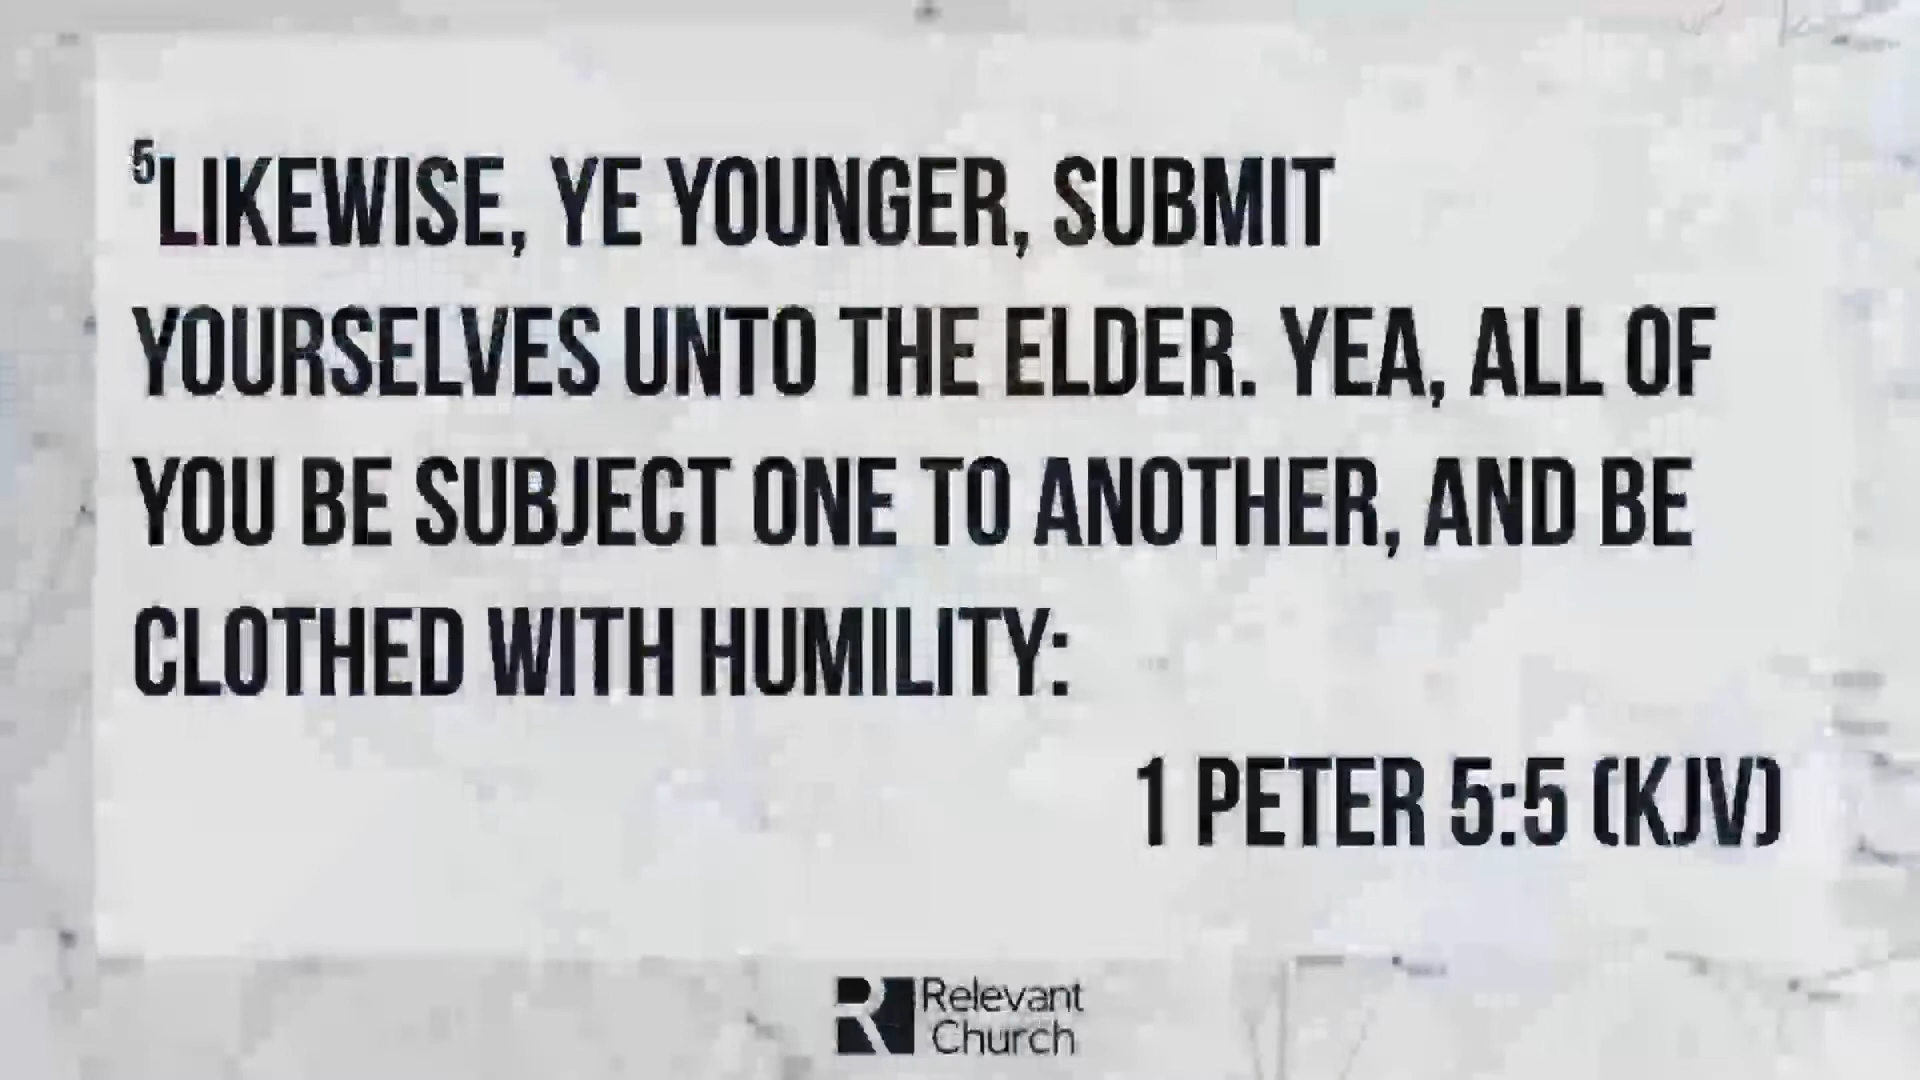 ⁵LIKEWISE, YE YOUNGER, SUBMIT
YOURSELVES UNTO THE ELDER. YEA, ALL OF
YOU BE SUBJECT ONE TO ANOTHER, AND BE
CLOTHED WITH HUMILITY:
1 PETER 5:5 (KJV)
R Relevant
Church